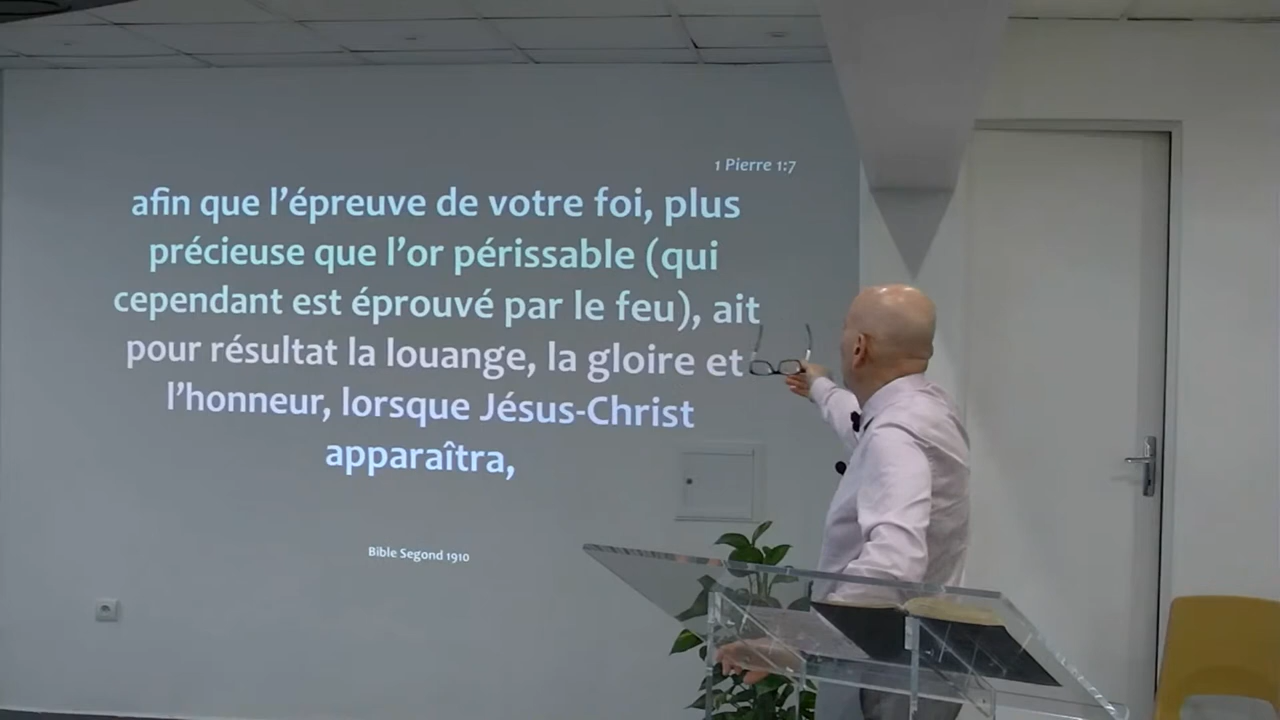 1 Pierre 1:7
afin que l'épreuve de votre foi, plus
précieuse que l'or périssable (qui
cependant est éprouvé par le feu), ait
pour résultat la louange, la gloire et
l'honneur, lorsque Jésus-Christ
apparaîtra,
Bible Segond 1910